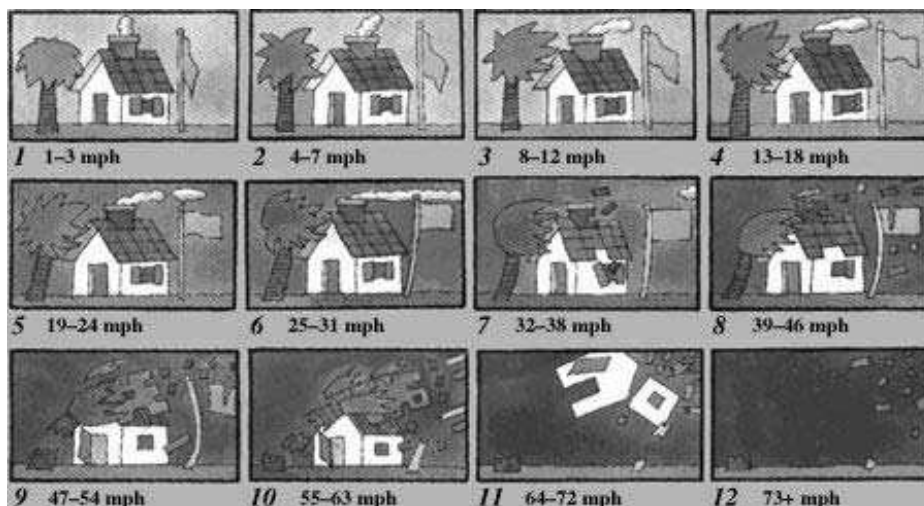 1 1–3 mph
2 4–7 mph
3 8–12 mph
4 13–18 mph
5 19–24 mph
6 25–31 mph
7 32–38 mph
8 39–46 mph
9 47–54 mph
10 55–63 mph
11 64–72 mph
12 73+ mph